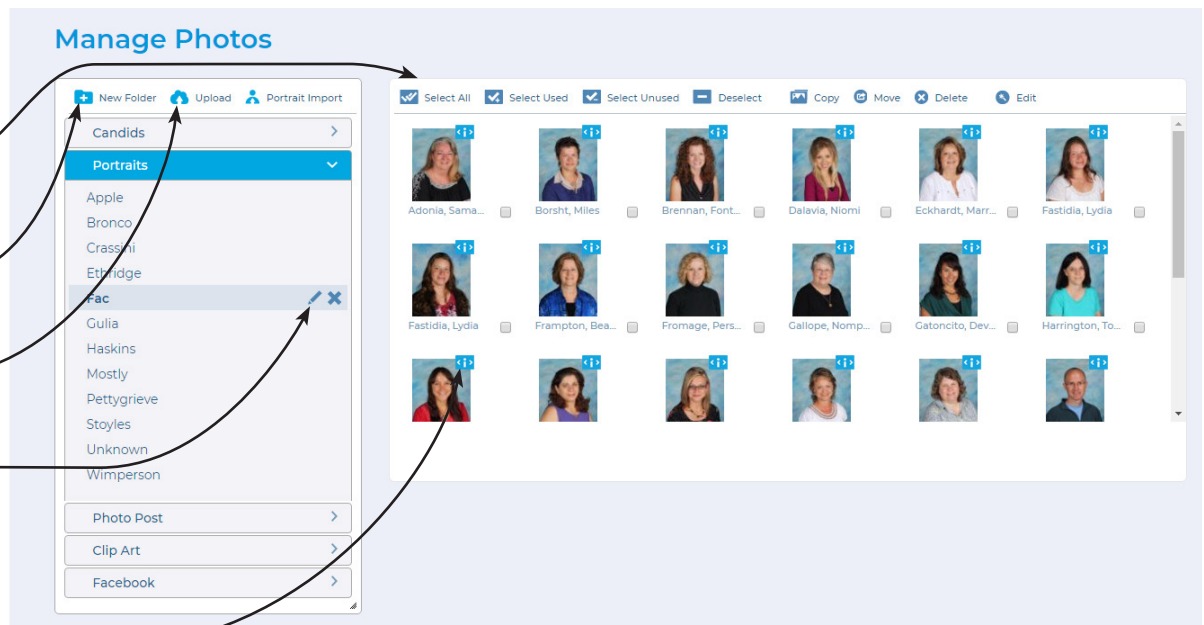 Manage Photos
New Folder Upload Portrait Import
Candids
Portraits
Apple
Bronco
Crassini
Ethridge
Fac
Gulia
Haskins
Mostly
Pettygrieve
Stoyles
Unknown
Wimperson
Photo Post
Clip Art
Facebook
Select All Select Used Select Unused Deselect Copy Move Delete Edit
Adonia, Sama... Borsht, Miles Brennan, Font... Dalavia, Niomi Eckhardt, Marr... Fastidia, Lydia
Fastidia, Lydia Frampton, Bea... Fromage, Pers... Gallope, Nomp... Gatoncito, Dev... Harrington, To...